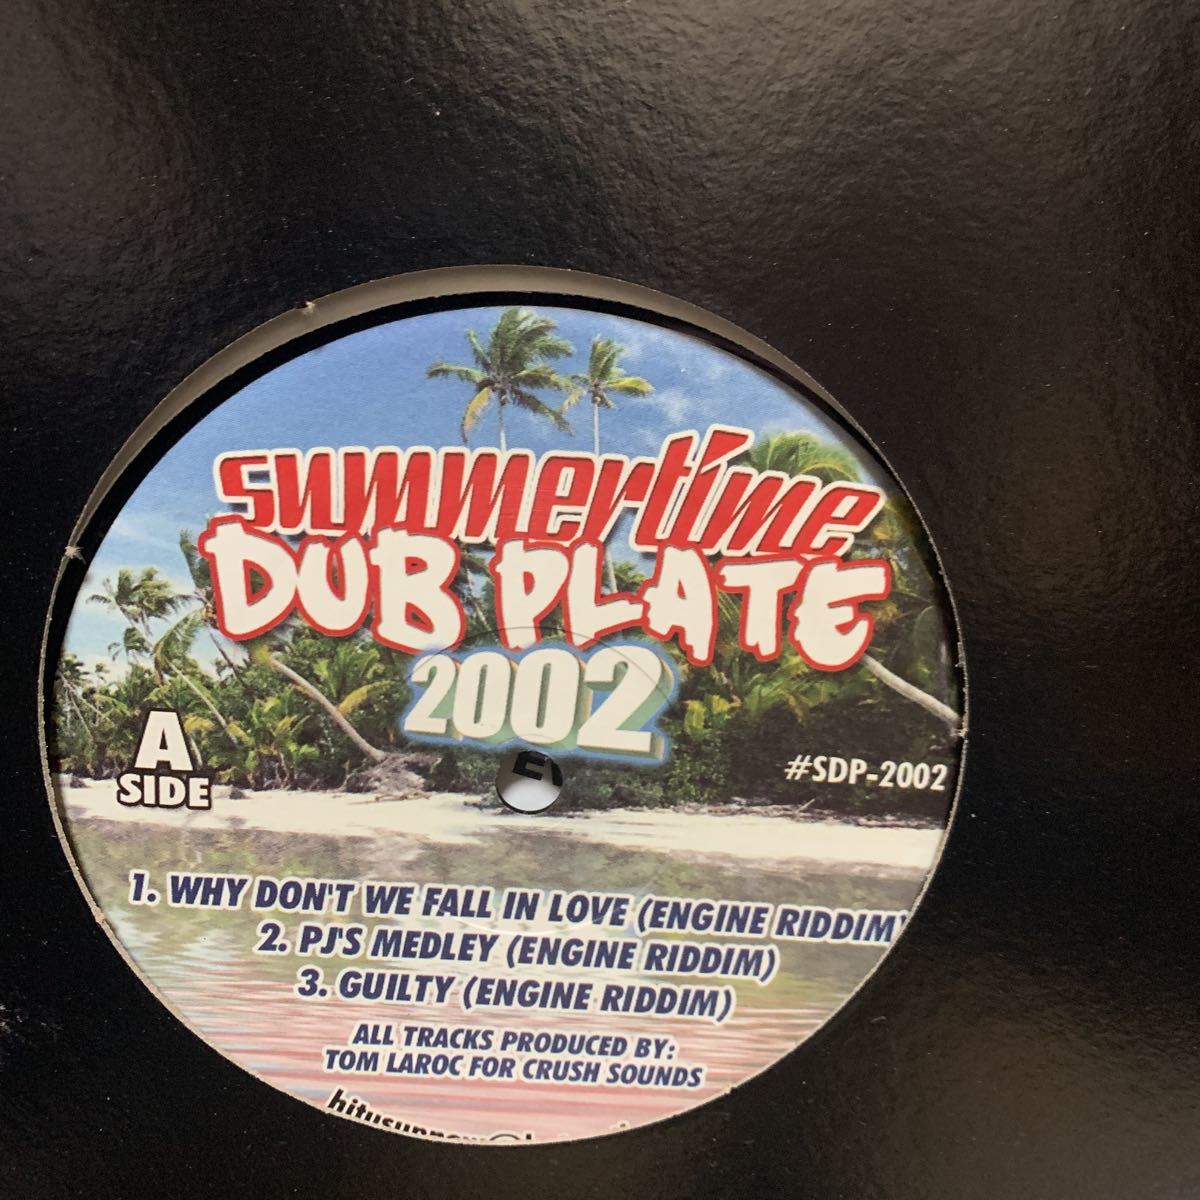 summertime
DUB PLATE
2002
A
SIDE
#SDP-2002
1. WHY DON'T WE FALL IN LOVE (ENGINE RIDDIM)
2. PJ'S MEDLEY (ENGINE RIDDIM)
3. GUILTY (ENGINE RIDDIM)
ALL TRACKS PRODUCED BY:
TOM LAROC FOR CRUSH SOUNDS